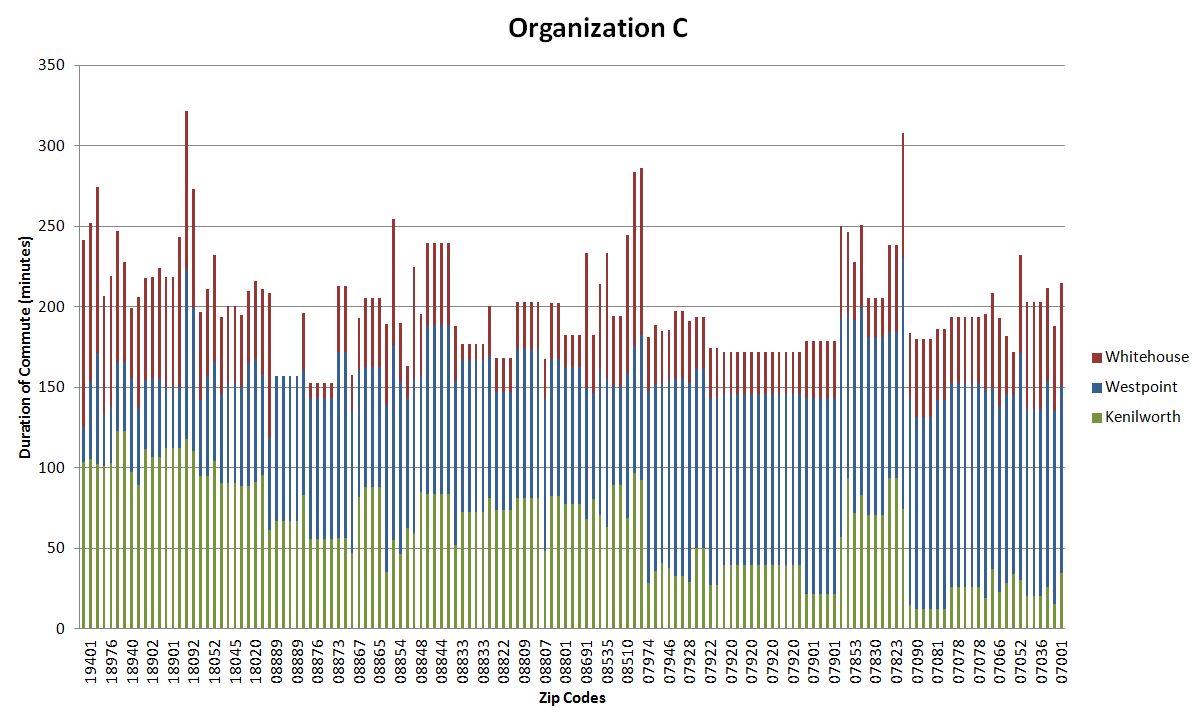 Organization C
350
300
250
200
150
100
50
0
Duration of Commute (minutes)
19401 18976 18940 18902 18901 18092 18052 18045 18020 08889 08889 08876 08873 08867 08865 08854 08848 08844 08833 08833 08822 08809 08807 08801 08691 08535 08510 07974 07946 07928 07922 07920 07920 07920 07920 07901 07901 07853 07830 07823 07090 07081 07078 07078 07066 07052 07036 07001
Zip Codes
Whitehouse
Westpoint
Kenilworth